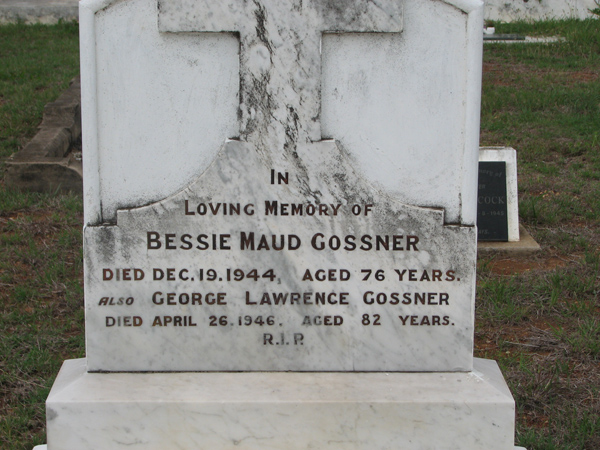 IN
LOVING MEMORY OF
BESSIE MAUD GOSSNER
DIED DEC. 19. 1944, AGED 76 YEARS.
ALSO GEORGE LAWRENCE GOSSNER
DIED APRIL 26. 1946. AGED 82 YEARS.
R.I.P.